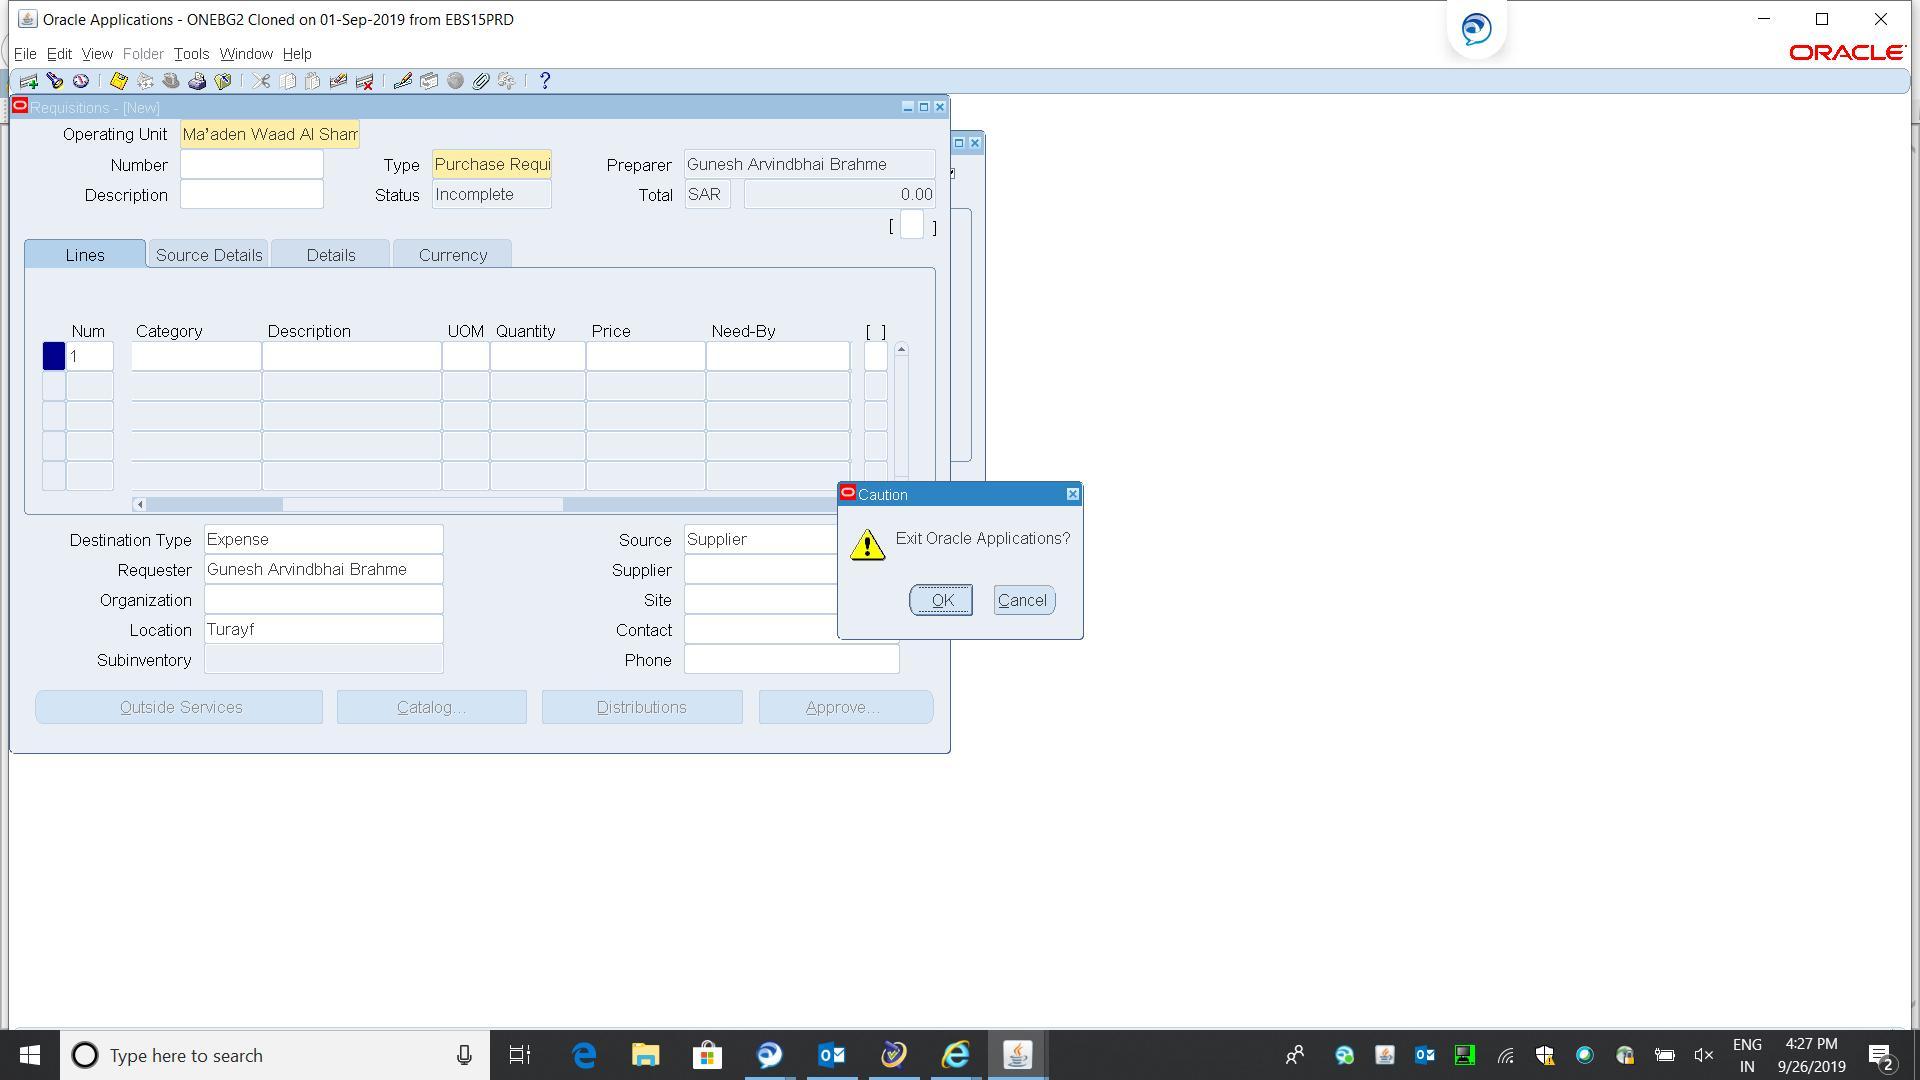 Oracle Applications - ONEBG2 Cloned on 01-Sep-2019 from EBS15PRD
File Edit View Folder Tools Window Help
ORACLE
Requisitions - [New]
Operating Unit Ma'aden Waad Al Sham
Number Type Purchase Requi Preparer Gunesh Arvindbhai Brahme
Description Status Incomplete Total SAR 0.00
[ ]
Lines Source Details Details Currency
Num Category Description UOM Quantity Price Need-By [ ]
1
Caution
Exit Oracle Applications?
OK Cancel
Destination Type Expense Source Supplier
Requester Gunesh Arvindbhai Brahme Supplier
Organization Site
Location Turayf Contact
Subinventory Phone
Outside Services Catalog... Distributions Approve...
Type here to search
ENG 4:27 PM
IN 9/26/2019 2